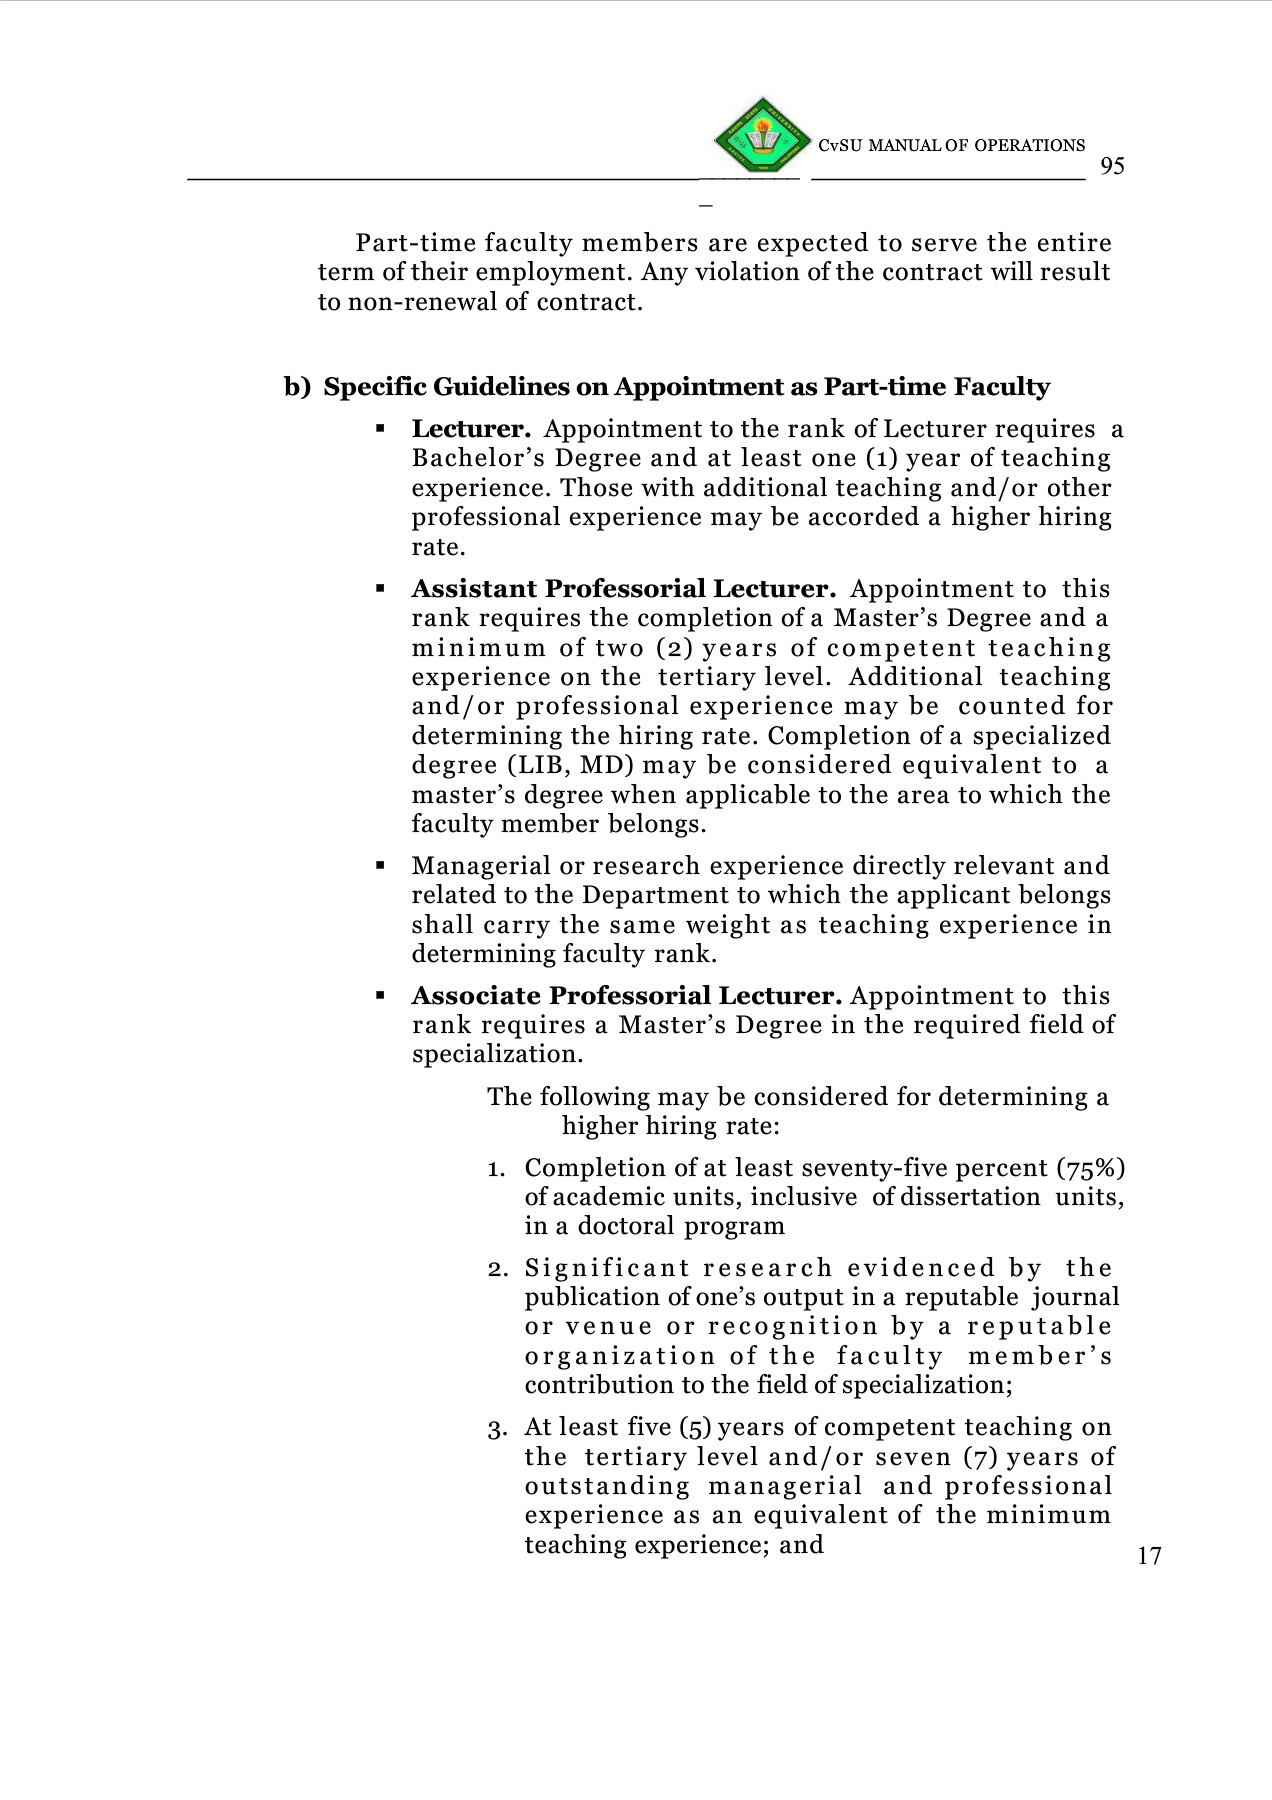 CvSU MANUAL OF OPERATIONS
95
Part-time faculty members are expected to serve the entire
term of their employment. Any violation of the contract will result
to non-renewal of contract.
b) Specific Guidelines on Appointment as Part-time Faculty
▪ Lecturer. Appointment to the rank of Lecturer requires a
Bachelor’s Degree and at least one (1) year of teaching
experience. Those with additional teaching and/or other
professional experience may be accorded a higher hiring
rate.
▪ Assistant Professorial Lecturer. Appointment to this
rank requires the completion of a Master’s Degree and a
minimum of two (2) years of competent teaching
experience on the tertiary level. Additional teaching
and/or professional experience may be counted for
determining the hiring rate. Completion of a specialized
degree (LIB, MD) may be considered equivalent to a
master’s degree when applicable to the area to which the
faculty member belongs.
▪ Managerial or research experience directly relevant and
related to the Department to which the applicant belongs
shall carry the same weight as teaching experience in
determining faculty rank.
▪ Associate Professorial Lecturer. Appointment to this
rank requires a Master’s Degree in the required field of
specialization.
The following may be considered for determining a
higher hiring rate:
1. Completion of at least seventy-five percent (75%)
of academic units, inclusive of dissertation units,
in a doctoral program
2. Significant research evidenced by the
publication of one’s output in a reputable journal
or venue or recognition by a reputable
organization of the faculty member’s
contribution to the field of specialization;
3. At least five (5) years of competent teaching on
the tertiary level and/or seven (7) years of
outstanding managerial and professional
experience as an equivalent of the minimum
teaching experience; and
17